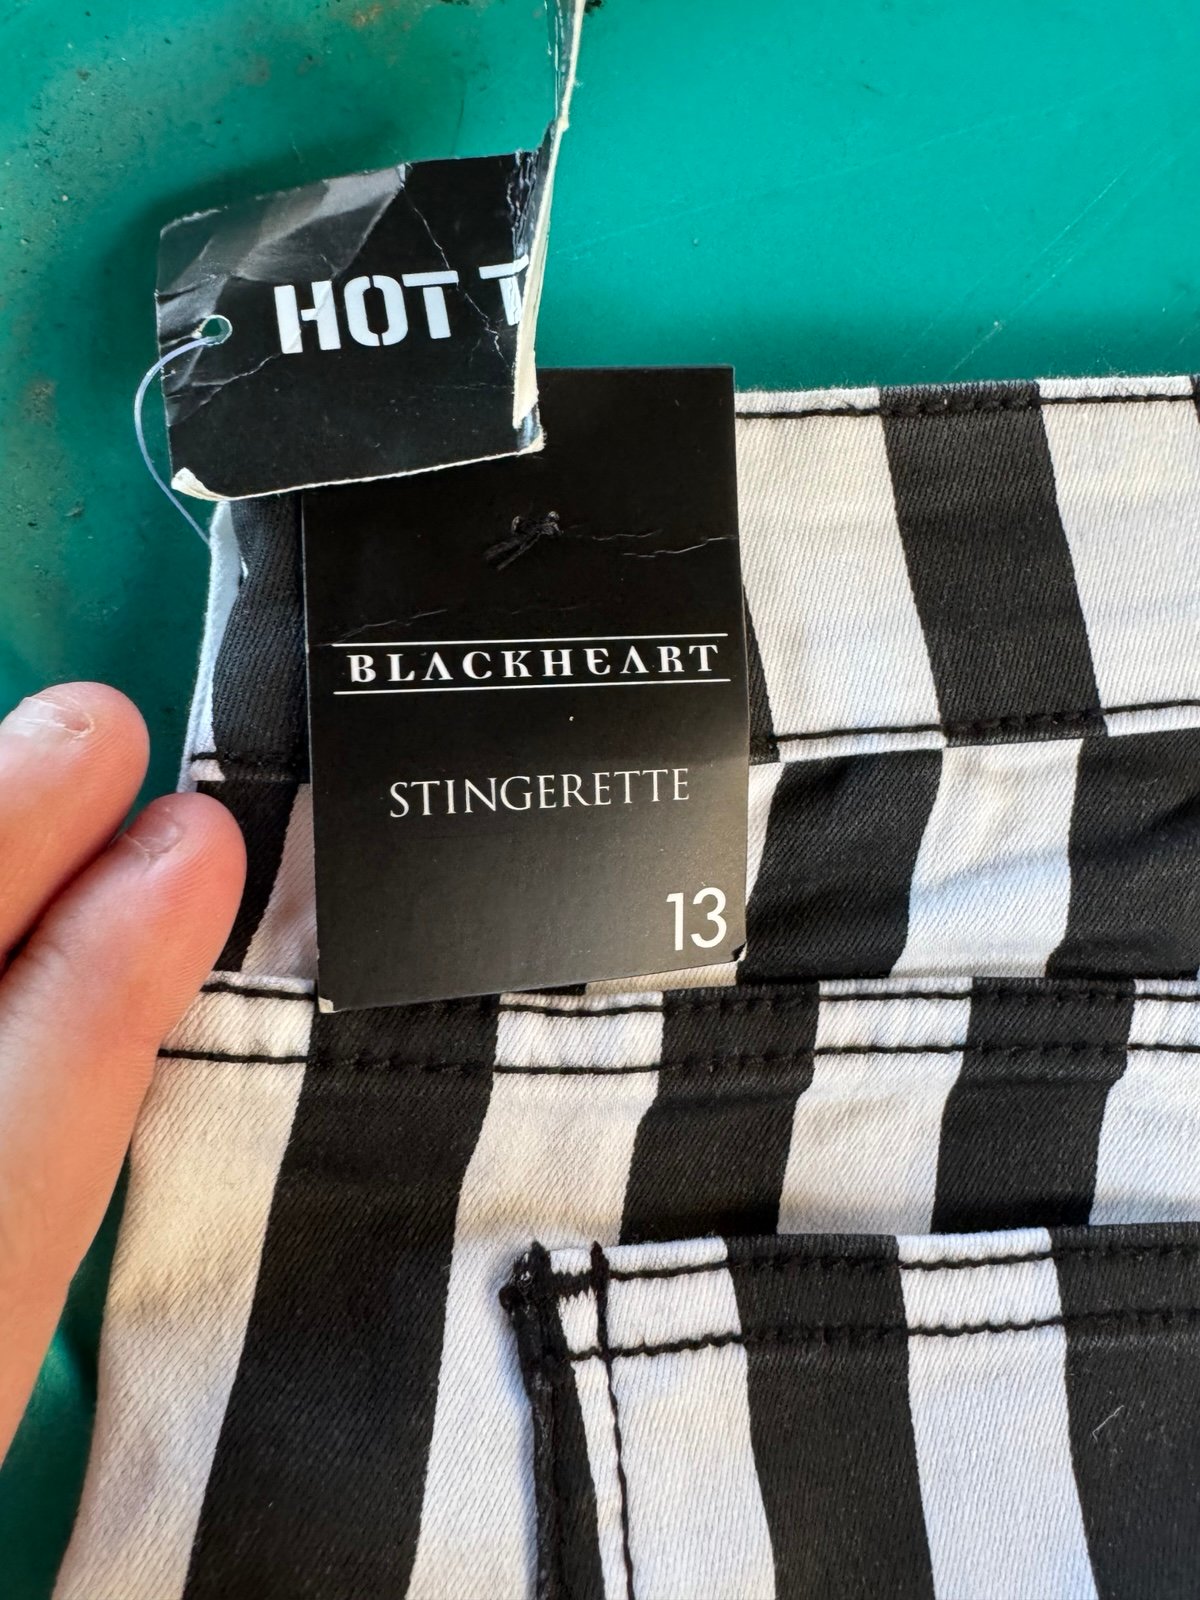 HOT T
BLACKHEART
STINGERETTE
13